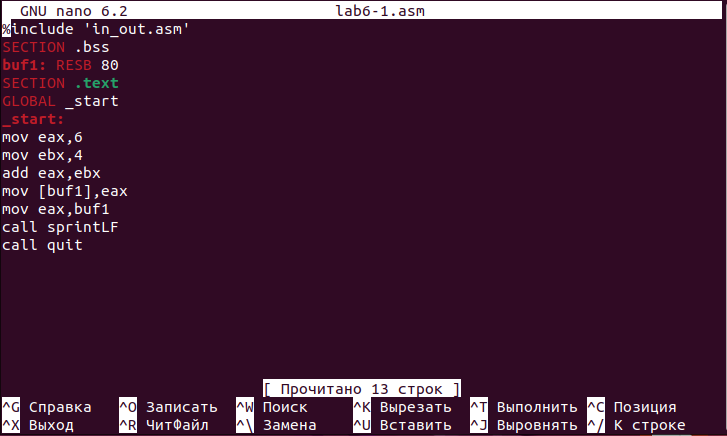 GNU nano 6.2 lab6-1.asm
%include 'in_out.asm'
SECTION .bss
buf1: RESB 80
SECTION .text
GLOBAL _start
_start:
mov eax,6
mov ebx,4
add eax,ebx
mov [buf1],eax
mov eax,buf1
call sprintLF
call quit
[ Прочитано 13 строк ]
^G Справка ^O Записать ^W Поиск ^K Вырезать ^T Выполнить ^C Позиция
^X Выход ^R ЧитФайл ^\ Замена ^U Вставить ^J Выровнять ^/ К строке